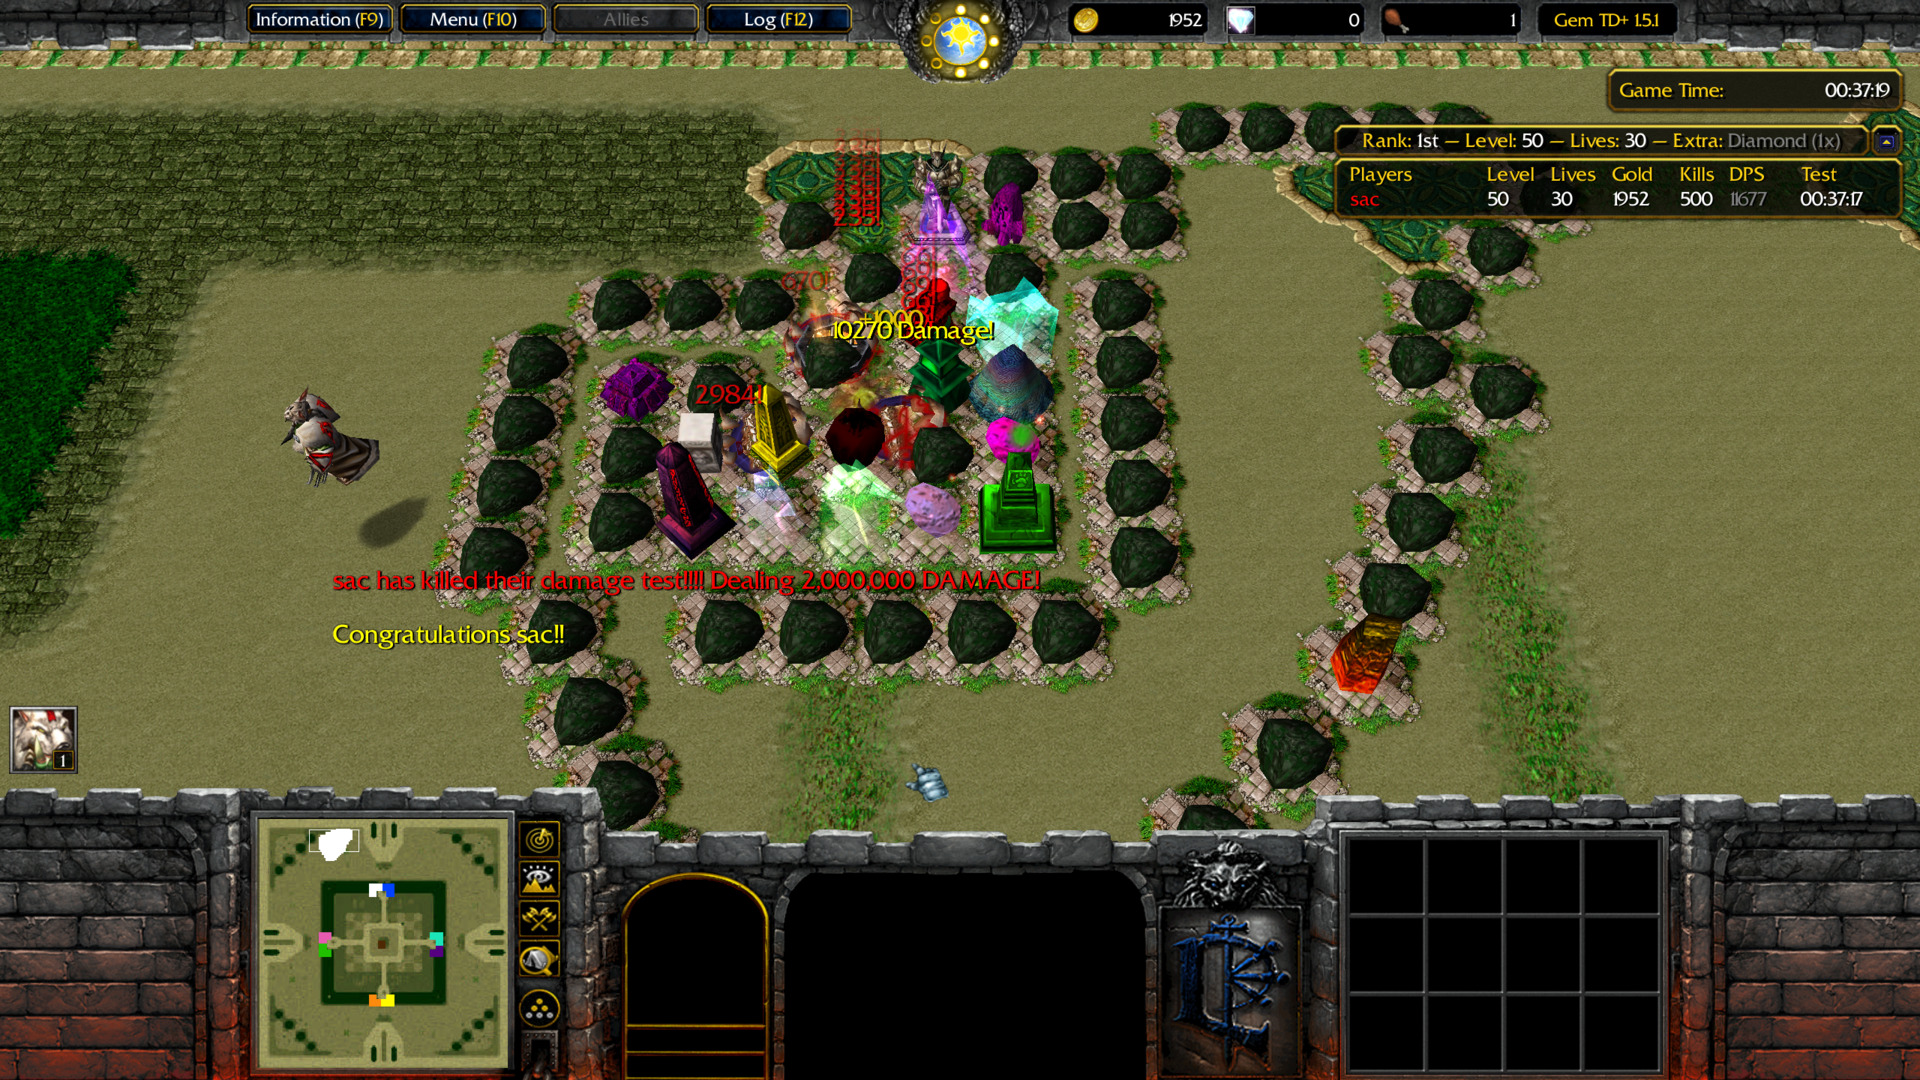 Information (F9) Menu (F10) Allies Log (F12) 1952 0 1 Gem TD+ 1.5.1
Game Time: 00:37:19
Rank: 1st — Level: 50 — Lives: 30 — Extra: Diamond (1x)
Players Level Lives Gold Kills DPS Test
sac 50 30 1952 500 11677 00:37:17
670!
+1000
10270 Damage!
2984!
sac has killed their damage test!!!! Dealing 2,000,000 DAMAGE!
Congratulations sac!!
1